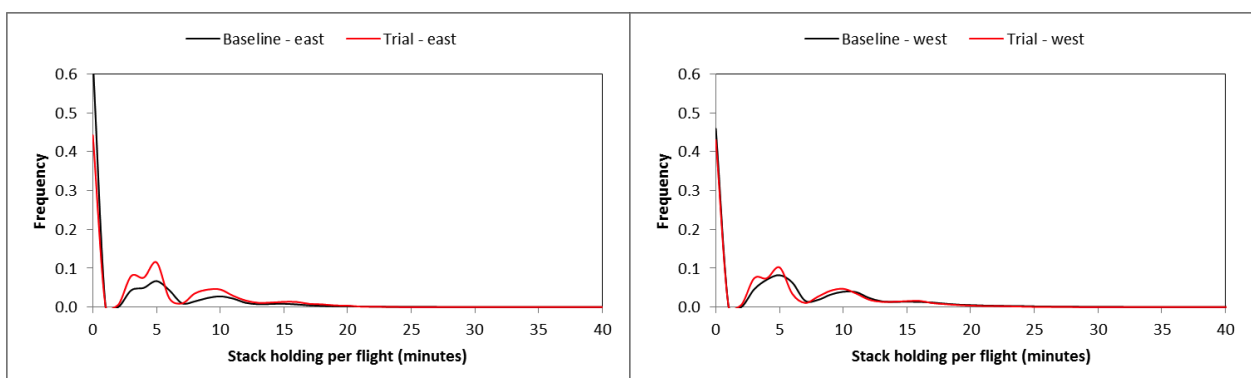 Baseline - east Trial - east
0.6
0.5
0.4
0.3
0.2
0.1
0.0
Frequency
0 5 10 15 20 25 30 35 40
Stack holding per flight (minutes)
Baseline - west Trial - west
0.6
0.5
0.4
0.3
0.2
0.1
0.0
Frequency
0 5 10 15 20 25 30 35 40
Stack holding per flight (minutes)